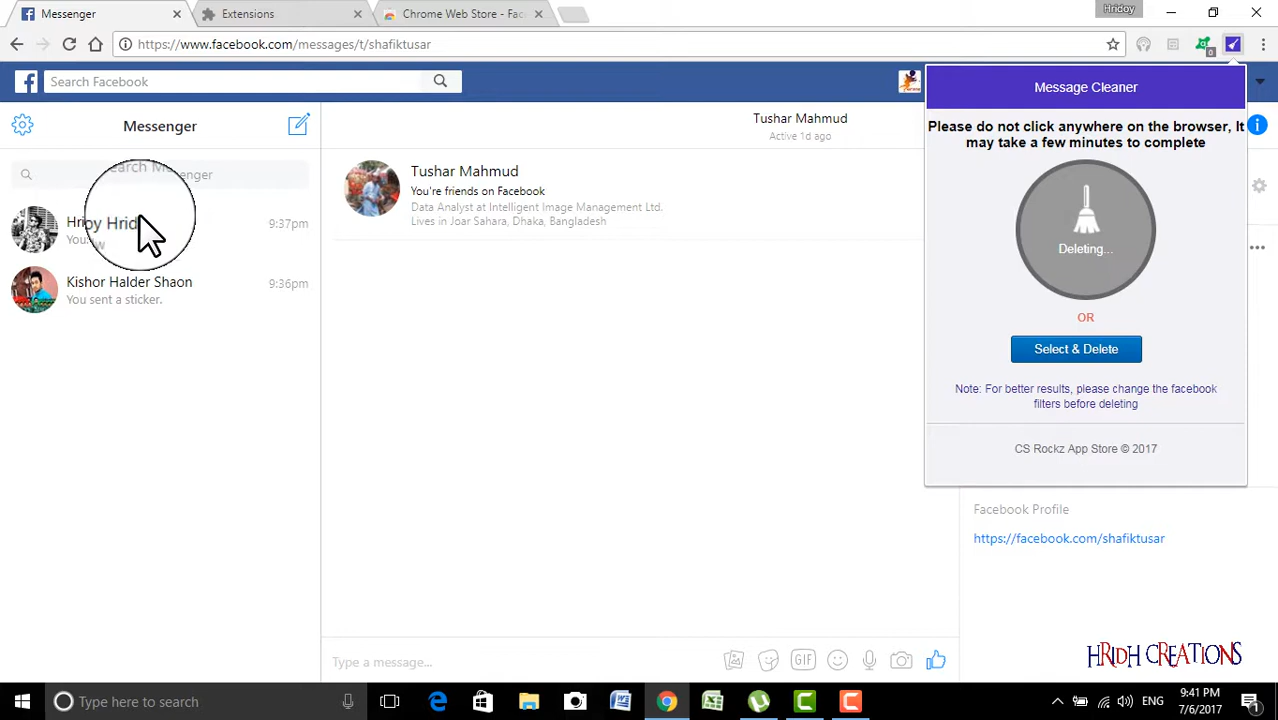 Messenger
Extensions
Chrome Web Store - Fac
Hridoy
https://www.facebook.com/messages/t/shafiktusar
0
Search Facebook
Messenger
Tushar Mahmud
Active 1d ago
Message Cleaner
Please do not click anywhere on the browser, It
may take a few minutes to complete
Deleting...
OR
Select & Delete
Note: For better results, please change the facebook
filters before deleting
CS Rockz App Store © 2017
Tushar Mahmud
You're friends on Facebook
Data Analyst at Intelligent Image Management Ltd.
Lives in Joar Sahara, Dhaka, Bangladesh
9:37pm
You:
Kishor Halder Shaon
9:36pm
You sent a sticker.
Facebook Profile
https://facebook.com/shafiktusar
Type a message...
GIF
HRIDH CREATIONS
Type here to search
ENG
9:41 PM
7/6/2017
1